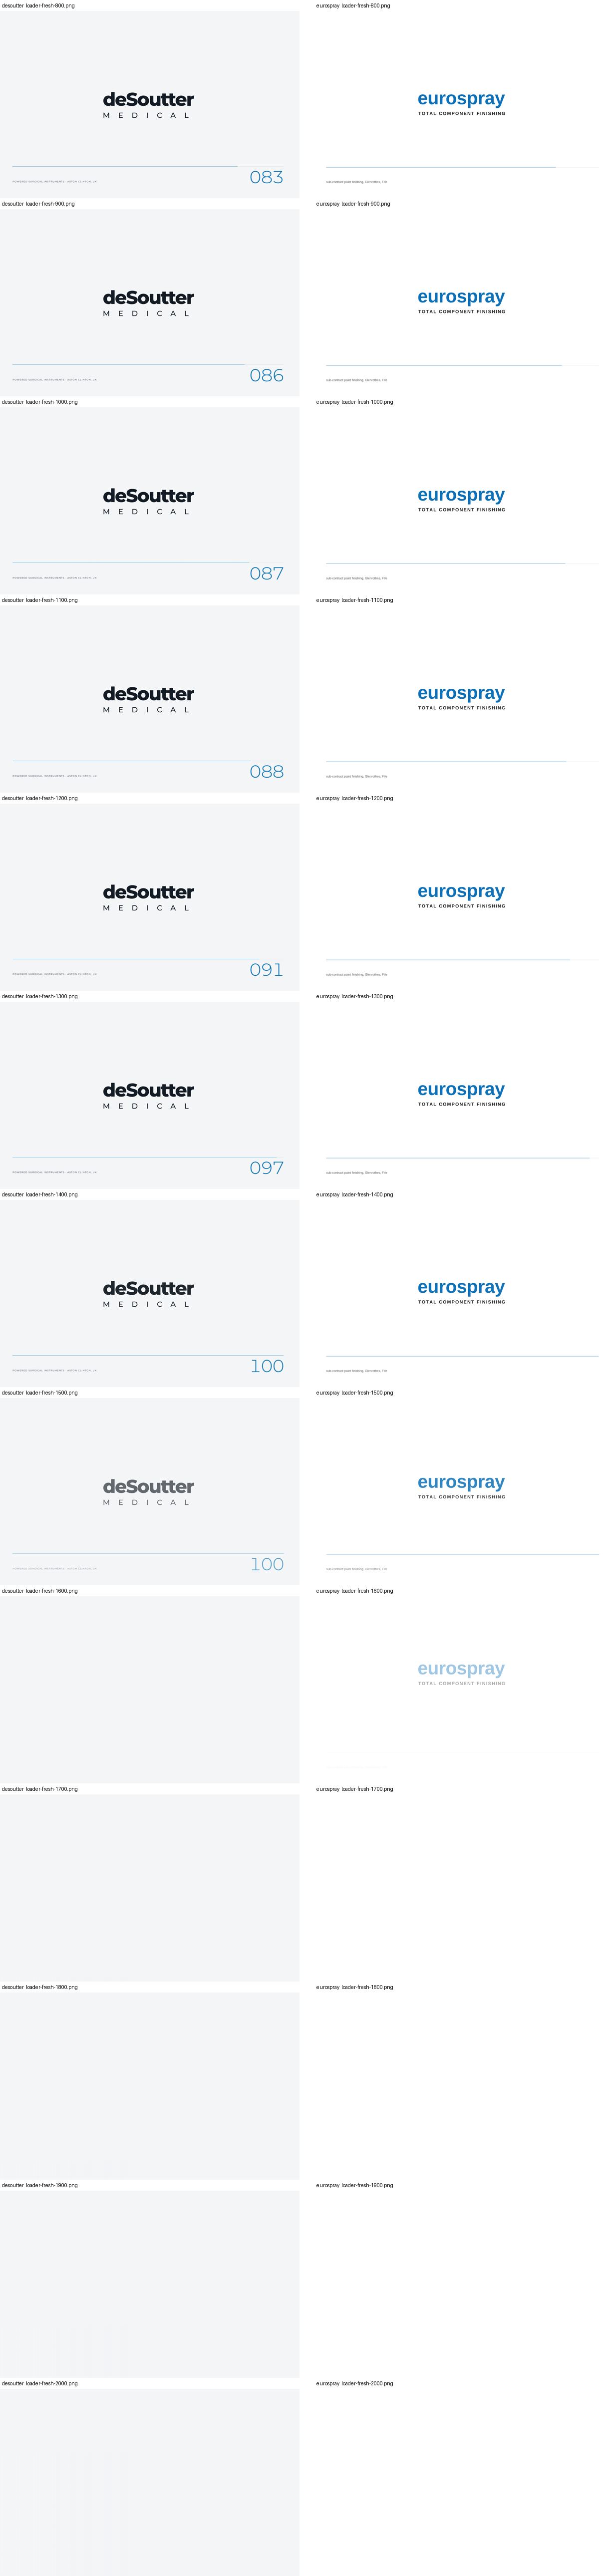 desoutter loader-fresh-800.png
eurospray loader-fresh-800.png
deSoutter
MEDICAL
eurospray
TOTAL COMPONENT FINISHING
083
desoutter loader-fresh-900.png
eurospray loader-fresh-900.png
deSoutter
MEDICAL
eurospray
TOTAL COMPONENT FINISHING
086
desoutter loader-fresh-1000.png
eurospray loader-fresh-1000.png
deSoutter
MEDICAL
eurospray
TOTAL COMPONENT FINISHING
087
desoutter loader-fresh-1100.png
eurospray loader-fresh-1100.png
deSoutter
MEDICAL
eurospray
TOTAL COMPONENT FINISHING
088
desoutter loader-fresh-1200.png
eurospray loader-fresh-1200.png
deSoutter
MEDICAL
eurospray
TOTAL COMPONENT FINISHING
091
desoutter loader-fresh-1300.png
eurospray loader-fresh-1300.png
deSoutter
MEDICAL
eurospray
TOTAL COMPONENT FINISHING
097
desoutter loader-fresh-1400.png
eurospray loader-fresh-1400.png
deSoutter
MEDICAL
eurospray
TOTAL COMPONENT FINISHING
100
desoutter loader-fresh-1500.png
eurospray loader-fresh-1500.png
deSoutter
MEDICAL
eurospray
TOTAL COMPONENT FINISHING
100
desoutter loader-fresh-1600.png
eurospray loader-fresh-1600.png
eurospray
TOTAL COMPONENT FINISHING
desoutter loader-fresh-1700.png
eurospray loader-fresh-1700.png
desoutter loader-fresh-1800.png
eurospray loader-fresh-1800.png
desoutter loader-fresh-1900.png
eurospray loader-fresh-1900.png
desoutter loader-fresh-2000.png
eurospray loader-fresh-2000.png